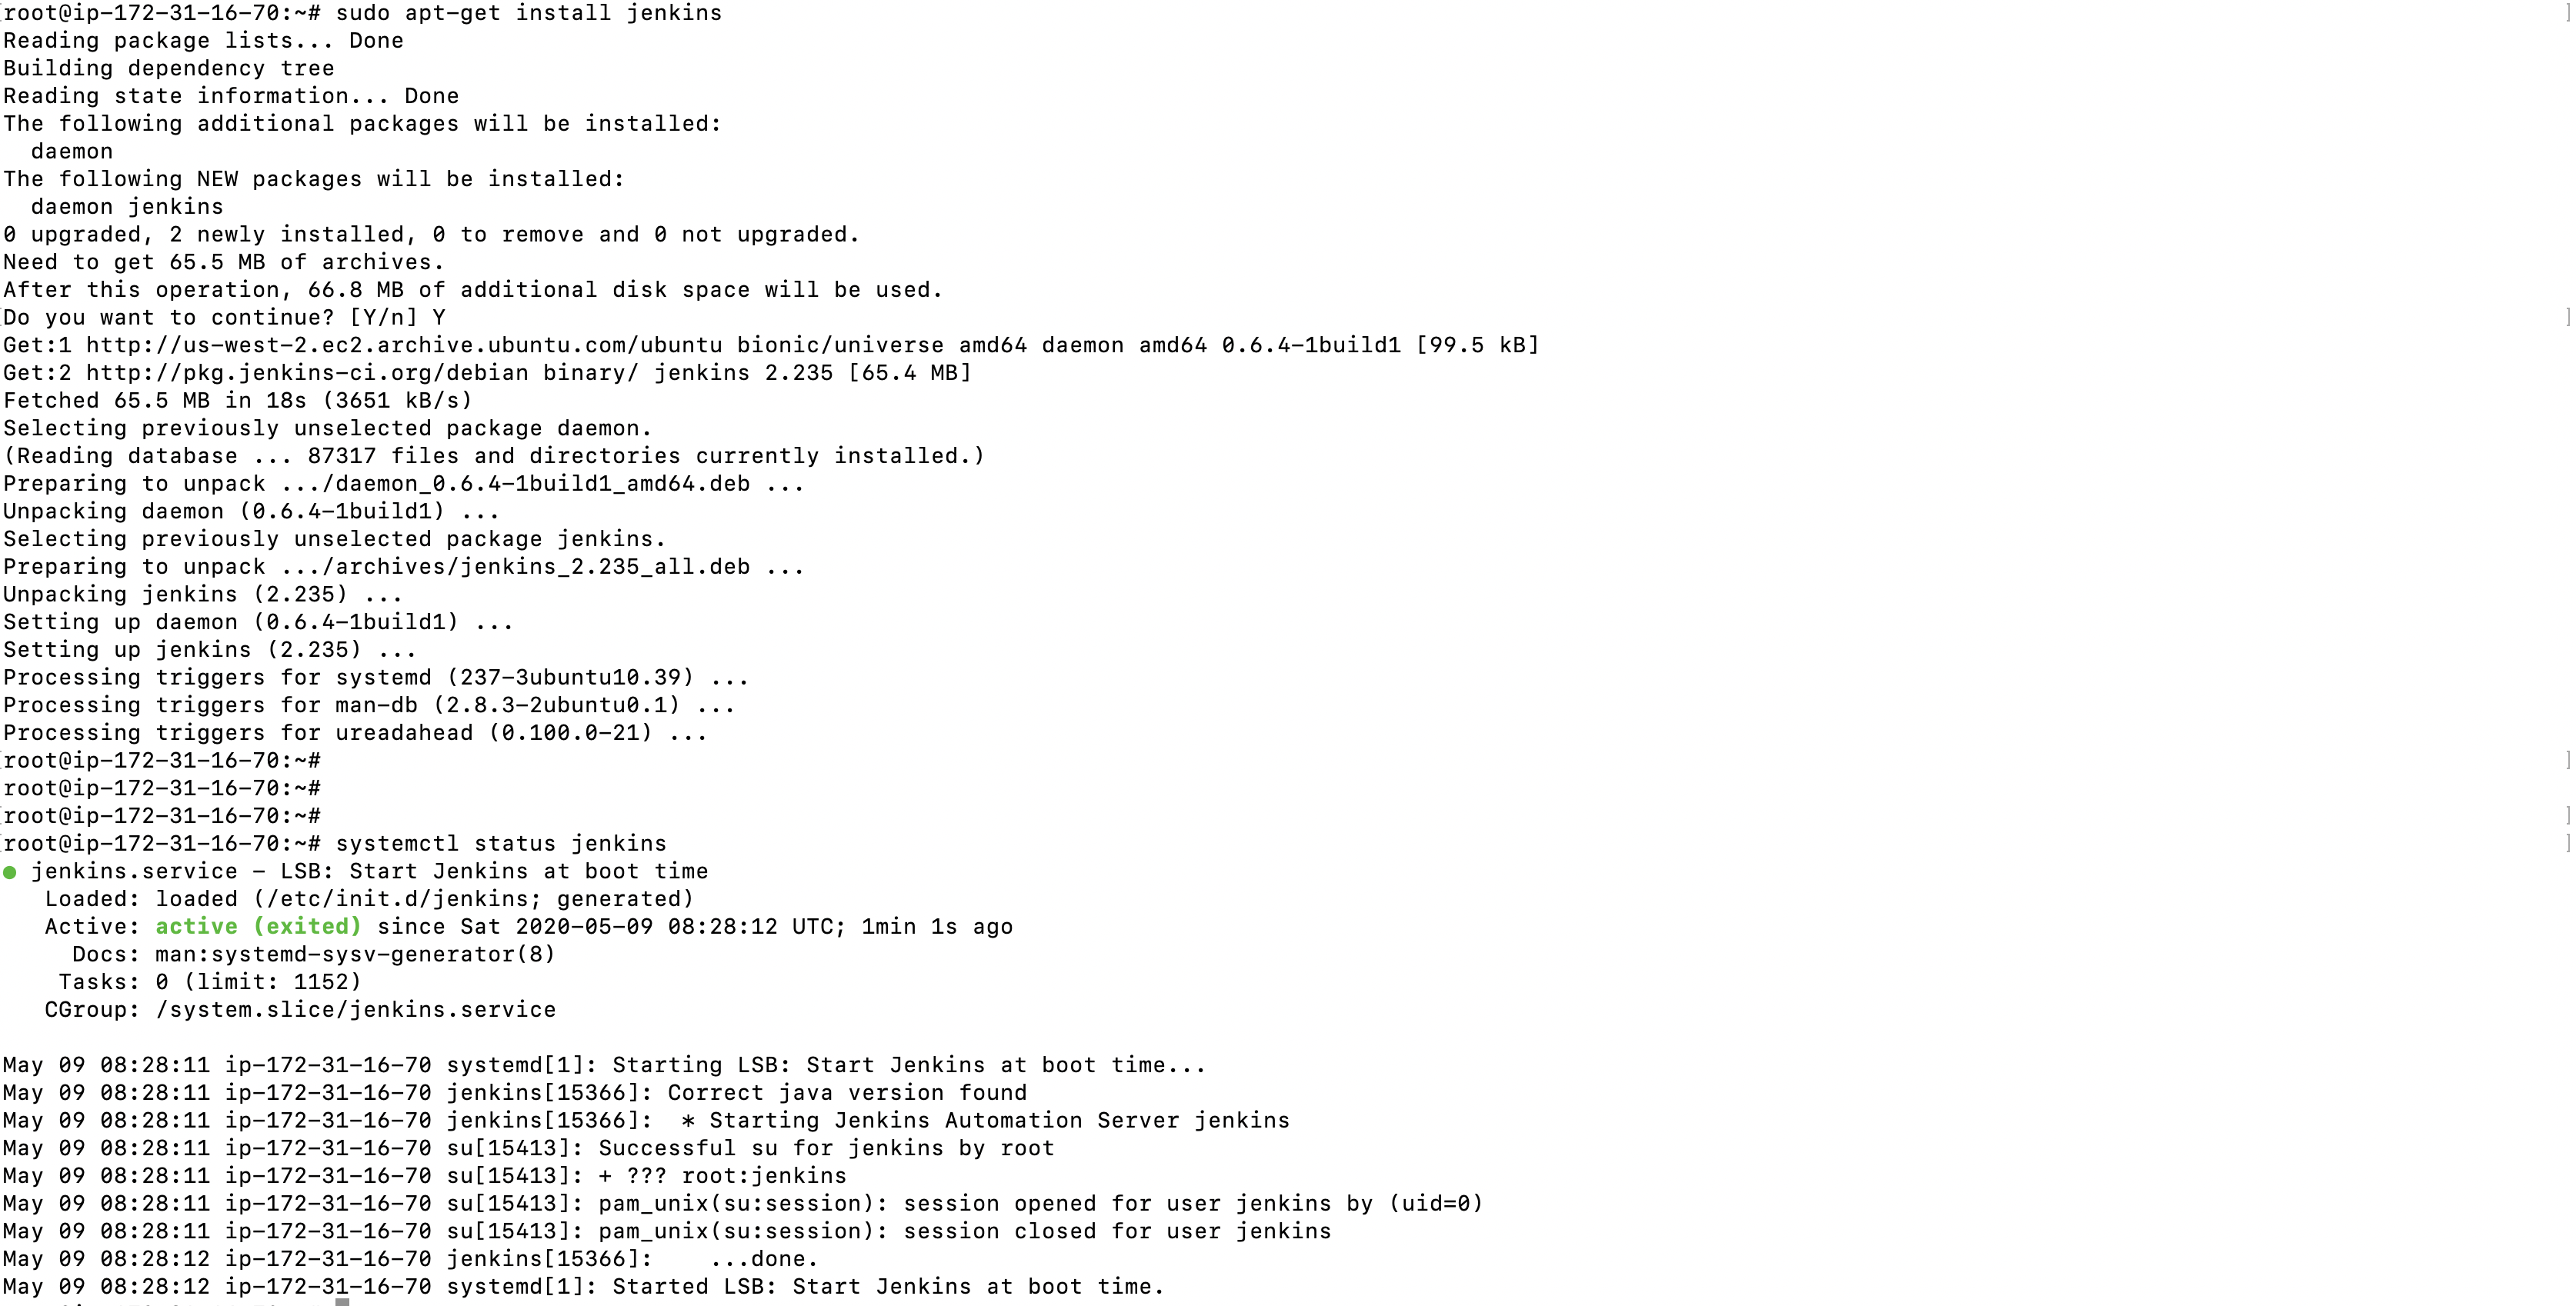 [root@ip-172-31-16-70:~# sudo apt-get install jenkins ]
Reading package lists... Done
Building dependency tree
Reading state information... Done
The following additional packages will be installed:
  daemon
The following NEW packages will be installed:
  daemon jenkins
0 upgraded, 2 newly installed, 0 to remove and 0 not upgraded.
Need to get 65.5 MB of archives.
After this operation, 66.8 MB of additional disk space will be used.
[Do you want to continue? [Y/n] Y ]
Get:1 http://us-west-2.ec2.archive.ubuntu.com/ubuntu bionic/universe amd64 daemon amd64 0.6.4-1build1 [99.5 kB]
Get:2 http://pkg.jenkins-ci.org/debian binary/ jenkins 2.235 [65.4 MB]
Fetched 65.5 MB in 18s (3651 kB/s)
Selecting previously unselected package daemon.
(Reading database ... 87317 files and directories currently installed.)
Preparing to unpack .../daemon_0.6.4-1build1_amd64.deb ...
Unpacking daemon (0.6.4-1build1) ...
Selecting previously unselected package jenkins.
Preparing to unpack .../archives/jenkins_2.235_all.deb ...
Unpacking jenkins (2.235) ...
Setting up daemon (0.6.4-1build1) ...
Setting up jenkins (2.235) ...
Processing triggers for systemd (237-3ubuntu10.39) ...
Processing triggers for man-db (2.8.3-2ubuntu0.1) ...
Processing triggers for ureadahead (0.100.0-21) ...
[root@ip-172-31-16-70:~# ]
root@ip-172-31-16-70:~#
[root@ip-172-31-16-70:~# ]
[root@ip-172-31-16-70:~# systemctl status jenkins ]
● jenkins.service - LSB: Start Jenkins at boot time
   Loaded: loaded (/etc/init.d/jenkins; generated)
   Active: active (exited) since Sat 2020-05-09 08:28:12 UTC; 1min 1s ago
     Docs: man:systemd-sysv-generator(8)
    Tasks: 0 (limit: 1152)
   CGroup: /system.slice/jenkins.service
May 09 08:28:11 ip-172-31-16-70 systemd[1]: Starting LSB: Start Jenkins at boot time...
May 09 08:28:11 ip-172-31-16-70 jenkins[15366]: Correct java version found
May 09 08:28:11 ip-172-31-16-70 jenkins[15366]:  * Starting Jenkins Automation Server jenkins
May 09 08:28:11 ip-172-31-16-70 su[15413]: Successful su for jenkins by root
May 09 08:28:11 ip-172-31-16-70 su[15413]: + ??? root:jenkins
May 09 08:28:11 ip-172-31-16-70 su[15413]: pam_unix(su:session): session opened for user jenkins by (uid=0)
May 09 08:28:11 ip-172-31-16-70 su[15413]: pam_unix(su:session): session closed for user jenkins
May 09 08:28:12 ip-172-31-16-70 jenkins[15366]:    ...done.
May 09 08:28:12 ip-172-31-16-70 systemd[1]: Started LSB: Start Jenkins at boot time.